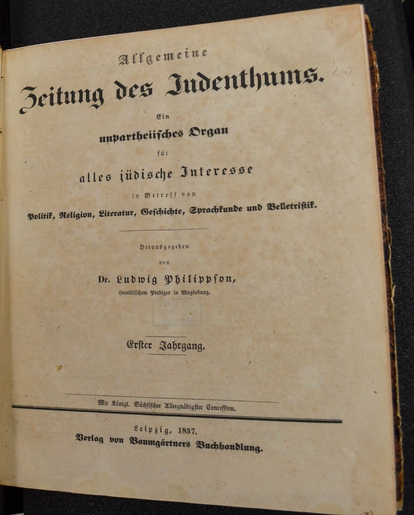 Allgemeine
Zeitung des Judenthums.
Ein
unpartheiisches Organ
für
alles jüdische Interesse
in Betreff von
Politik, Religion, Literatur, Geschichte, Sprachkunde und Belletristik.
Herausgegeben
von
Dr. Ludwig Philippson,
Israelitischem Prediger in Magdeburg.
Erster Jahrgang.
Mit Königl. Sächsischer Allergnädigster Concession.
Leipzig, 1837.
Verlag von Baumgärtners Buchhandlung.